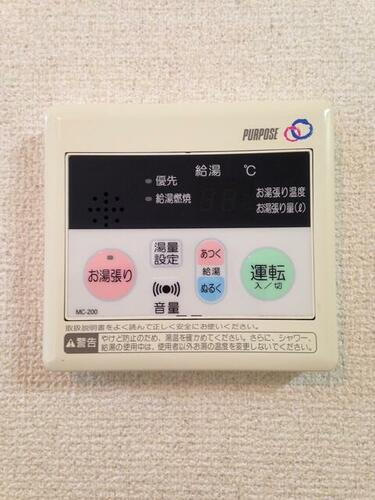 PURPOSE
給湯 ℃
優先
給湯燃焼
お湯張り温度
お湯張り量(ℓ)
お湯張り
湯量
設定
音量
あつく
給湯
ぬるく
運転
入/切
MC-200
取扱説明書をよく読んで正しく安全にお使いください。
警告
やけど防止のため、湯温を確かめてください。さらに、シャワー、
給湯の使用中は、使用者以外お湯の温度を変更しないでください。